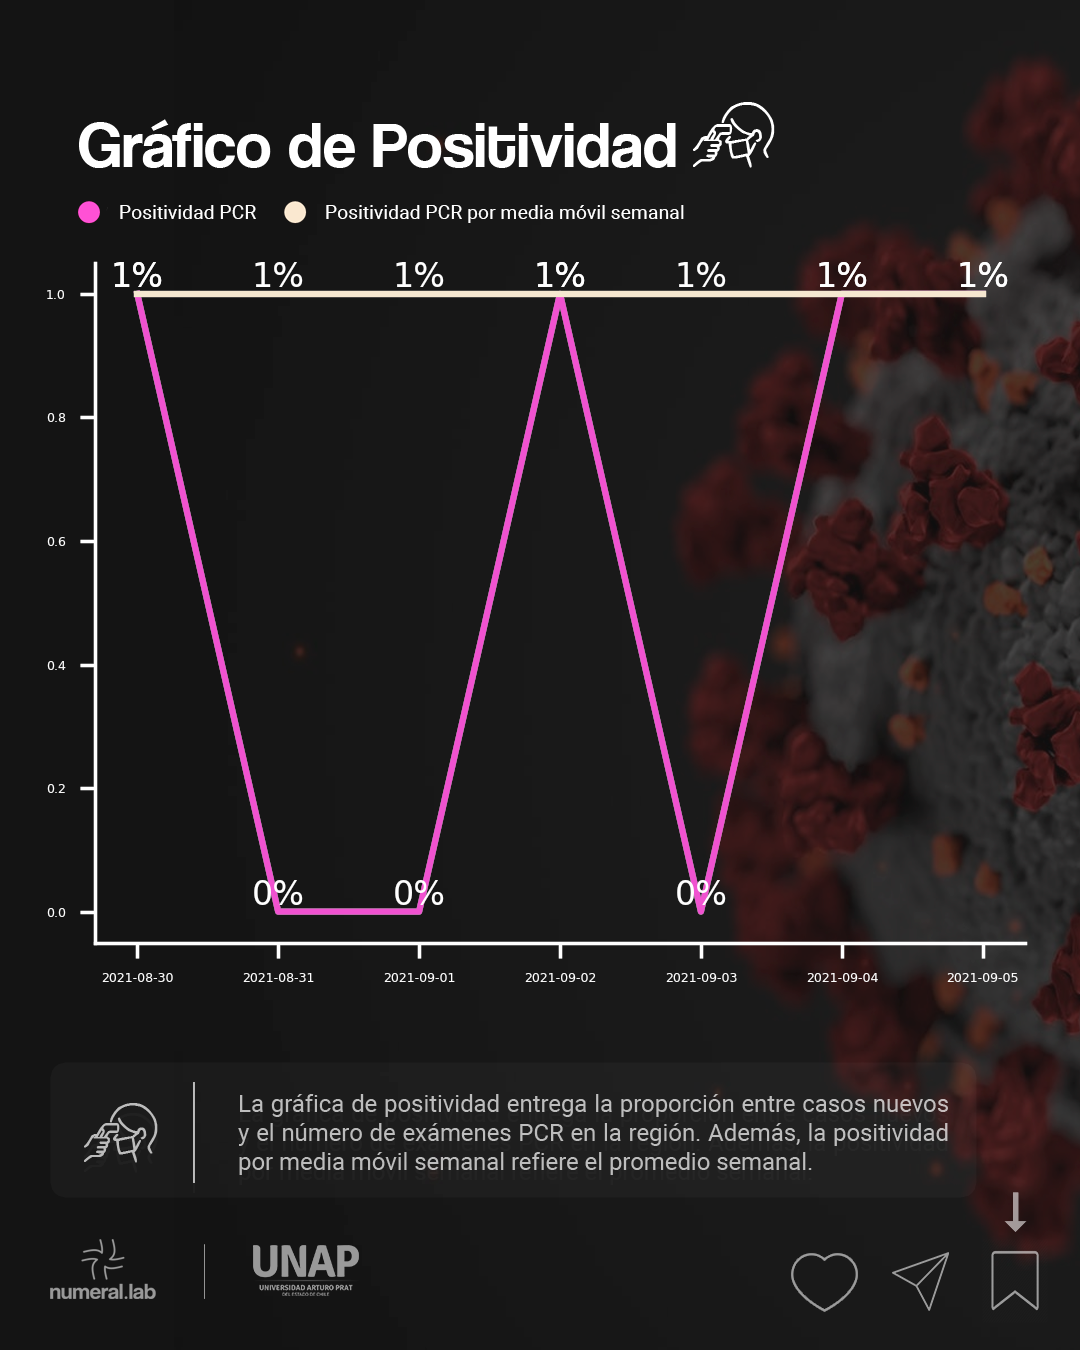 Gráfico de Positividad
Positividad PCR
Positividad PCR por media móvil semanal
1% 1% 1% 1% 1% 1% 1%
1.0
0.8
0.6
0.4
0.2
0% 0% 0%
0.0
2021-08-30 2021-08-31 2021-09-01 2021-09-02 2021-09-03 2021-09-04 2021-09-05
La gráfica de positividad entrega la proporción entre casos nuevos
y el número de exámenes PCR en la región. Además, la positividad
por media móvil semanal refiere el promedio semanal.
numeral.lab
UNAP
UNIVERSIDAD ARTURO PRAT
DEL ESTADO DE CHILE